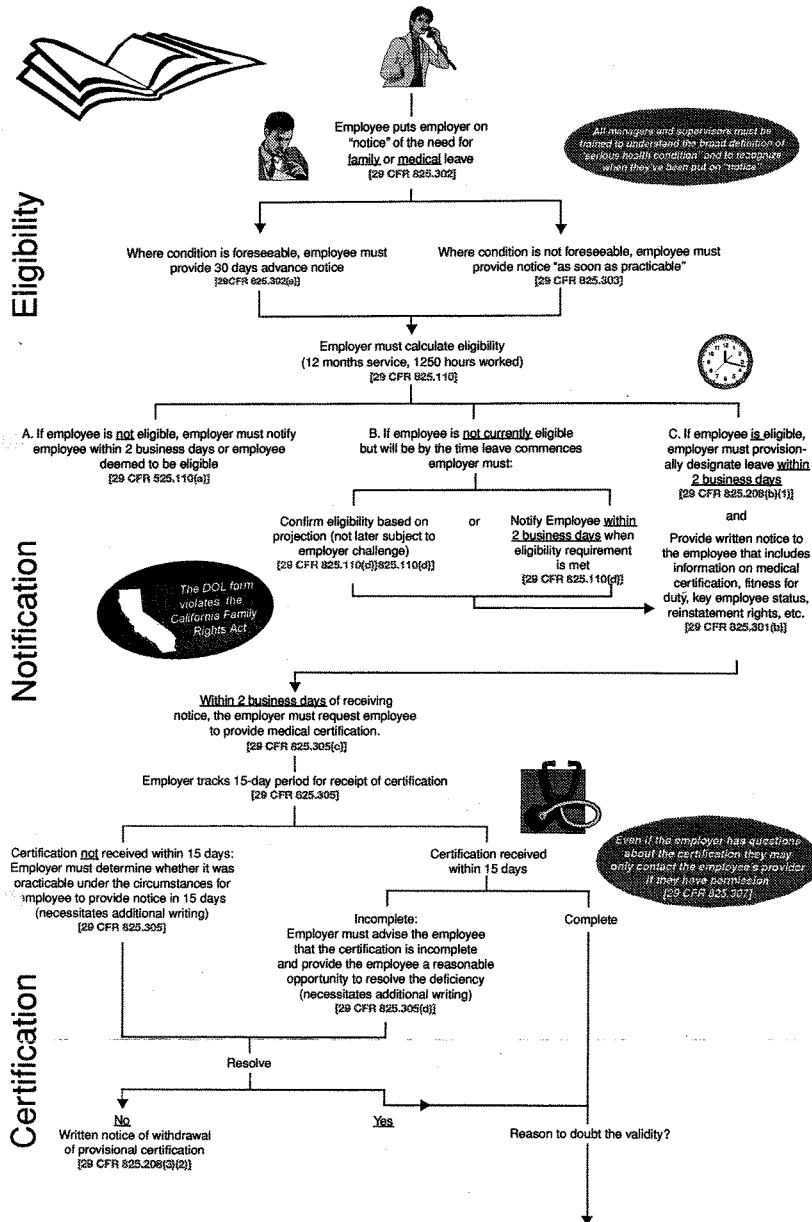 Employee puts employer on
"notice" of the need for
family or medical leave
[29 CFR 825.302]
All managers and supervisors must be
trained to understand the broad definition of
"serious health condition" and to recognize
when they've been put on "notice"
Eligibility
Where condition is foreseeable, employee must
provide 30 days advance notice
[29CFR 825.302(a)]
Where condition is not foreseeable, employee must
provide notice "as soon as practicable"
[29 CFR 825.303]
Employer must calculate eligibility
(12 months service, 1250 hours worked)
[29 CFR 825.110]
A. If employee is not eligible, employer must notify
employee within 2 business days or employee
deemed to be eligible
[29 CFR 525.110(a)]
B. If employee is not currently eligible
but will be by the time leave commences
employer must:
C. If employee is eligible,
employer must provision-
ally designate leave within
2 business days
[29 CFR 825.208(b)(1)]
and
Provide written notice to
the employee that includes
information on medical
certification, fitness for
duty, key employee status,
reinstatement rights, etc.
[29 CFR 825.301(b)]
Confirm eligibility based on
projection (not later subject to
employer challenge)
[29 CFR 825.110(d)]825.110(d)]
or
Notify Employee within
2 business days when
eligibility requirement
is met
[29 CFR 825.110(d)]
Notification
The DOL form
violates the
California Family
Rights Act
Within 2 business days of receiving
notice, the employer must request employee
to provide medical certification.
[29 CFR 825.305(c)]
Employer tracks 15-day period for receipt of certification
[29 CFR 825.305]
Certification not received within 15 days:
Employer must determine whether it was
practicable under the circumstances for
employee to provide notice in 15 days
(necessitates additional writing)
[29 CFR 825.305]
Certification received
within 15 days
Even if the employer has questions
about the certification they may
only contact the employee's provider
if they have permission
[29 CFR 825.307]
Incomplete:
Employer must advise the employee
that the certification is incomplete
and provide the employee a reasonable
opportunity to resolve the deficiency
(necessitates additional writing)
[29 CFR 825.305(d)]
Complete
Certification
Resolve
No
Written notice of withdrawal
of provisional certification
[29 CFR 825.208(3)(2)]
Yes
Reason to doubt the validity?